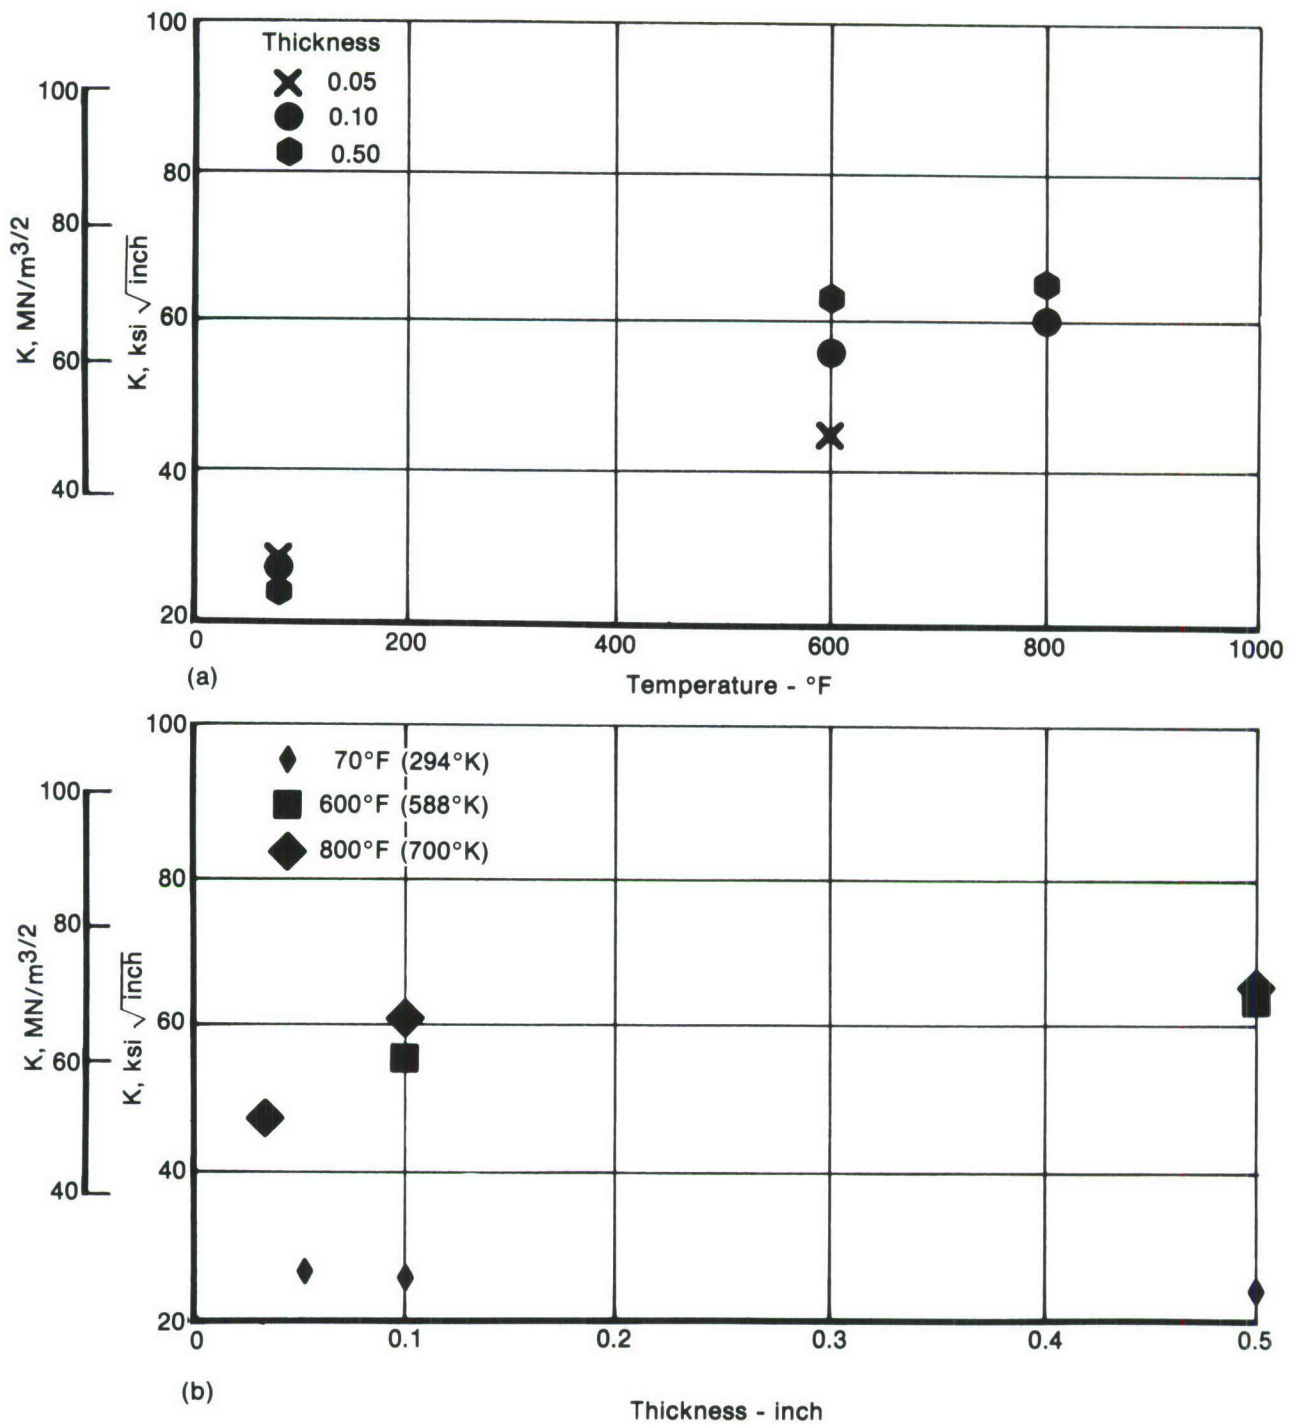 100
Thickness
0.05
0.10
0.50
80
60
40
20
100
80
60
40
K, MN/m3/2
K, ksi √inch
0 200 400 600 800 1000
(a)
Temperature - °F
100
70°F (294°K)
600°F (588°K)
800°F (700°K)
80
60
40
20
100
80
60
40
K, MN/m3/2
K, ksi √inch
0 0.1 0.2 0.3 0.4 0.5
(b)
Thickness - inch